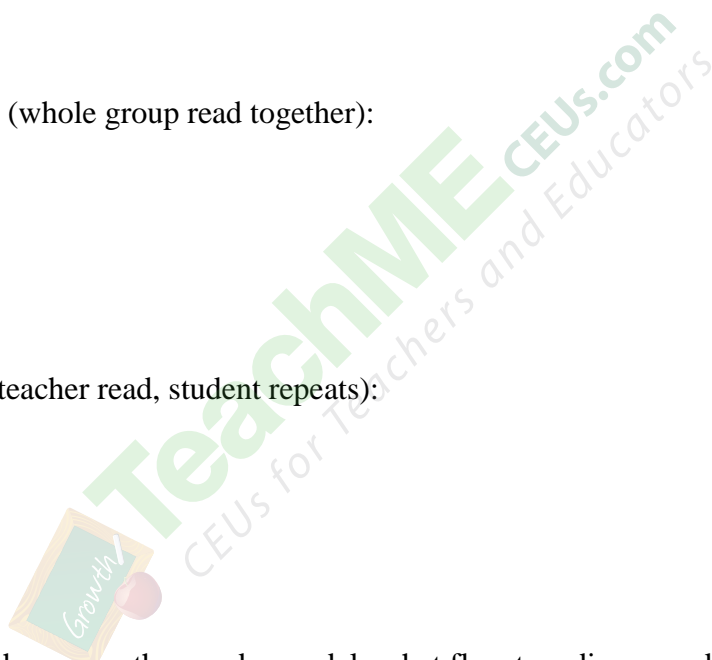 (whole group read together):
teacher read, student repeats):
TeachME CEUs.com
CEUs for Teachers and Educators
Growth